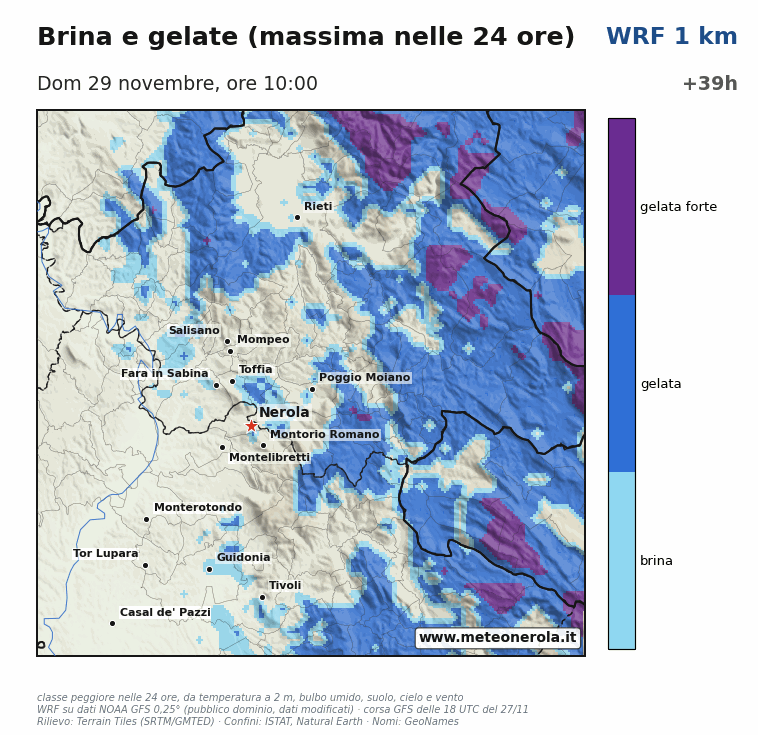 Brina e gelate (massima nelle 24 ore)
WRF 1 km
Dom 29 novembre, ore 10:00
+39h
gelata forte
gelata
brina
Rieti
Salisano
Mompeo
Fara in Sabina
Toffia
Poggio Moiano
Nerola
Montorio Romano
Montelibretti
Monterotondo
Tor Lupara
Guidonia
Tivoli
Casal de' Pazzi
www.meteonerola.it
classe peggiore nelle 24 ore, da temperatura a 2 m, bulbo umido, suolo, cielo e vento
WRF su dati NOAA GFS 0,25° (pubblico dominio, dati modificati) · corsa GFS delle 18 UTC del 27/11
Rilievo: Terrain Tiles (SRTM/GMTED) · Confini: ISTAT, Natural Earth · Nomi: GeoNames